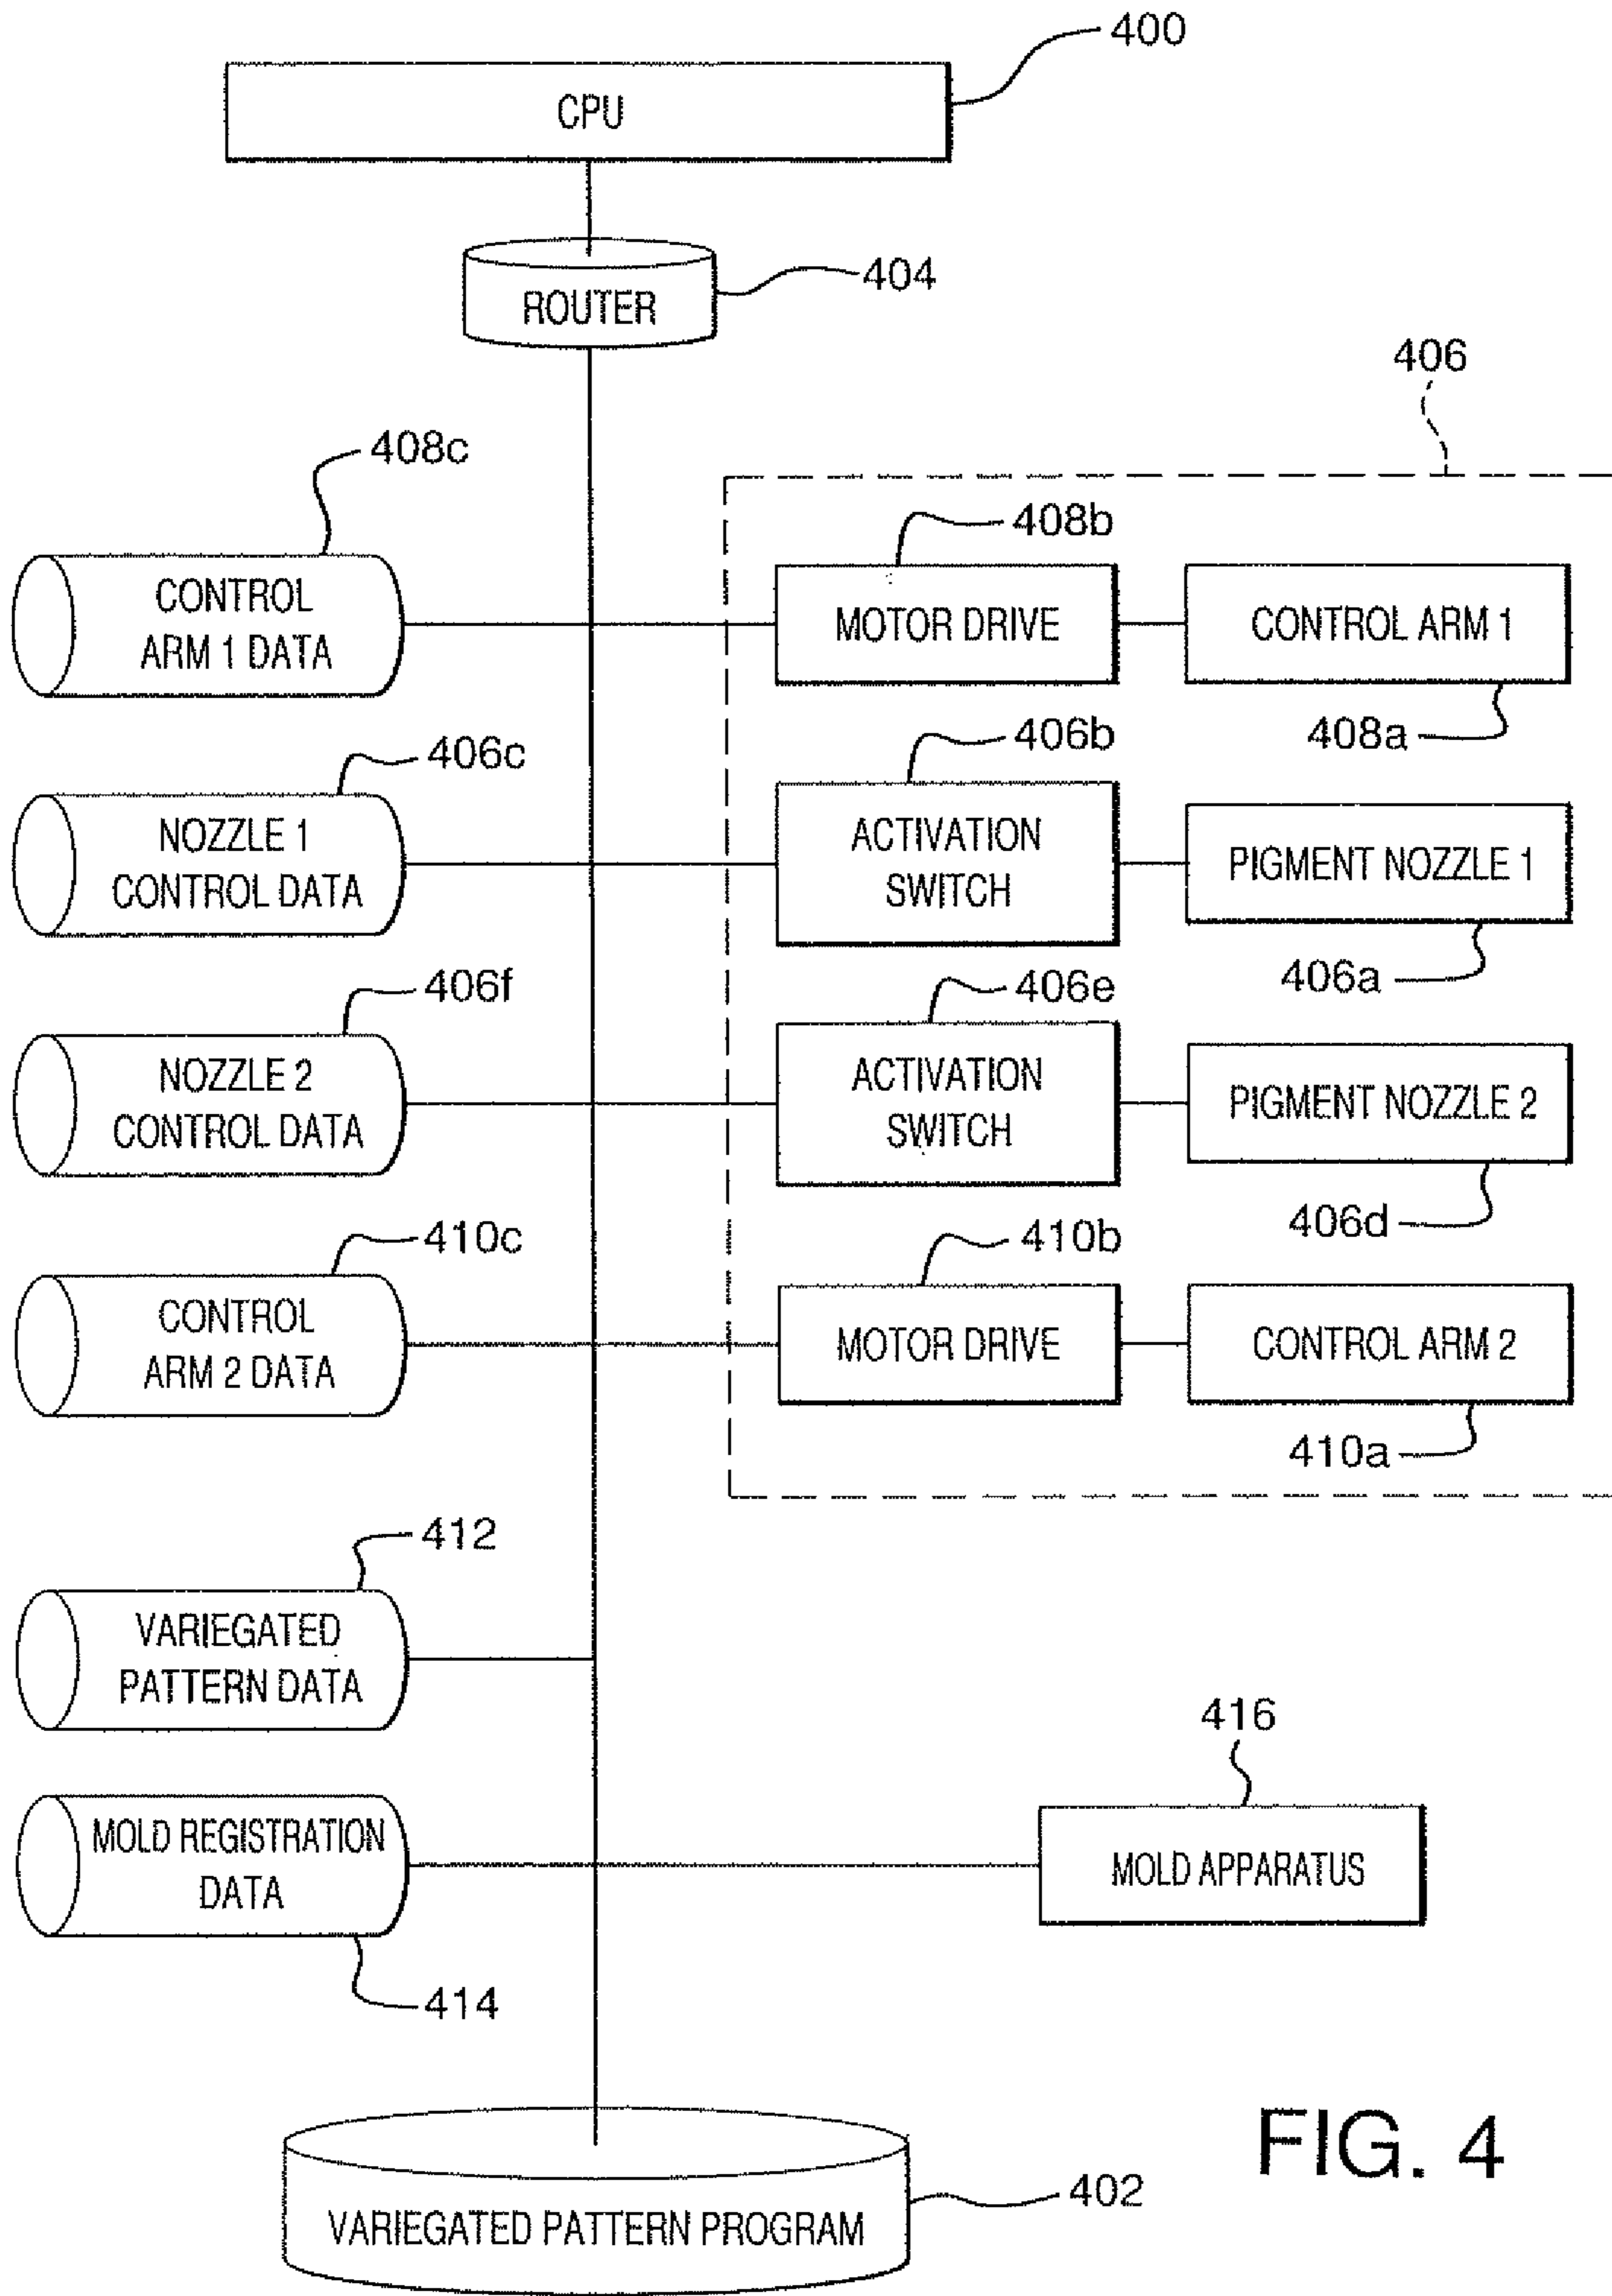 400
CPU
404
ROUTER
406
408c
408b
CONTROL
ARM 1 DATA
MOTOR DRIVE
CONTROL ARM 1
408a
406c
406b
NOZZLE 1
CONTROL DATA
ACTIVATION
SWITCH
PIGMENT NOZZLE 1
406a
406f
406e
NOZZLE 2
CONTROL DATA
ACTIVATION
SWITCH
PIGMENT NOZZLE 2
406d
410c
410b
CONTROL
ARM 2 DATA
MOTOR DRIVE
CONTROL ARM 2
410a
412
VARIEGATED
PATTERN DATA
416
MOLD REGISTRATION
DATA
MOLD APPARATUS
414
402
VARIEGATED PATTERN PROGRAM
FIG. 4